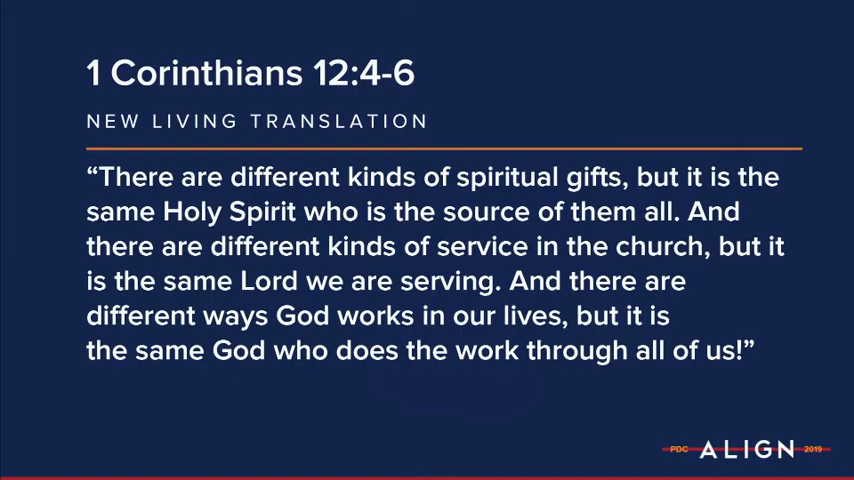 1 Corinthians 12:4-6
NEW LIVING TRANSLATION
“There are different kinds of spiritual gifts, but it is the
same Holy Spirit who is the source of them all. And
there are different kinds of service in the church, but it
is the same Lord we are serving. And there are
different ways God works in our lives, but it is
the same God who does the work through all of us!”
PDC ALIGN 2019